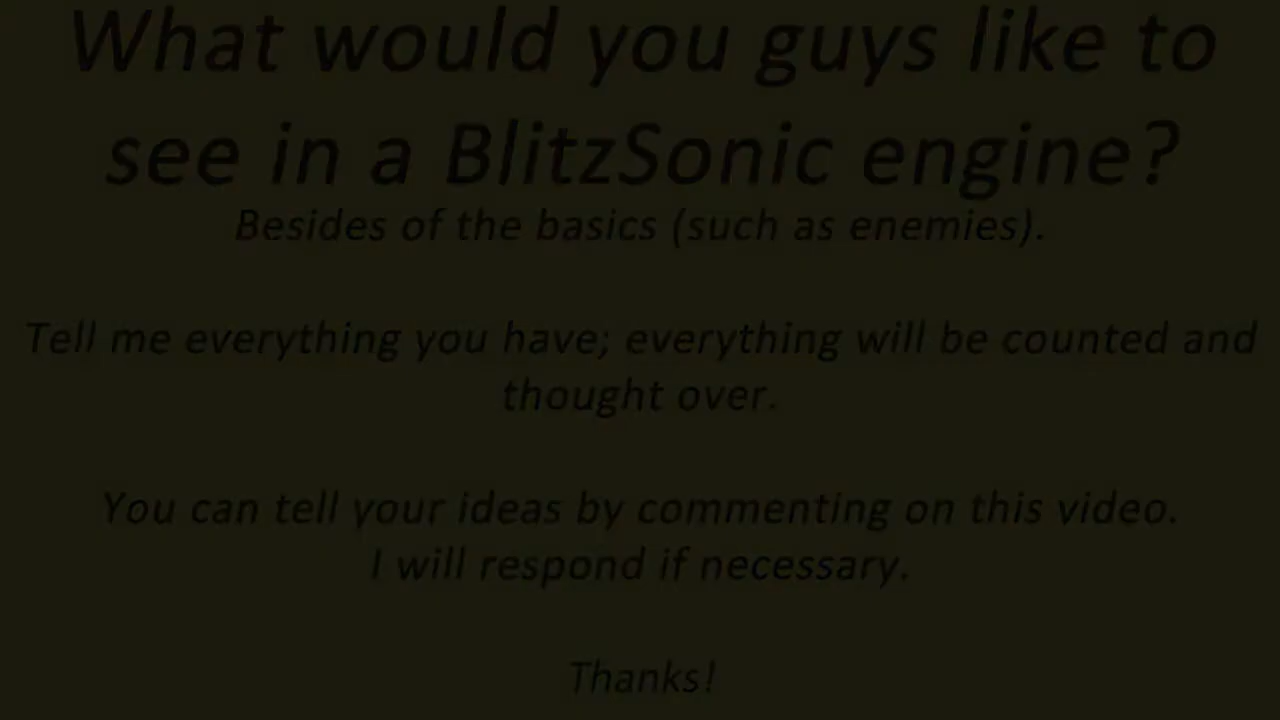 What would you guys like to
see in a BlitzSonic engine?
Besides of the basics (such as enemies).
Tell me everything you have; everything will be counted and
thought over.
You can tell your ideas by commenting on this video.
I will respond if necessary.
Thanks!